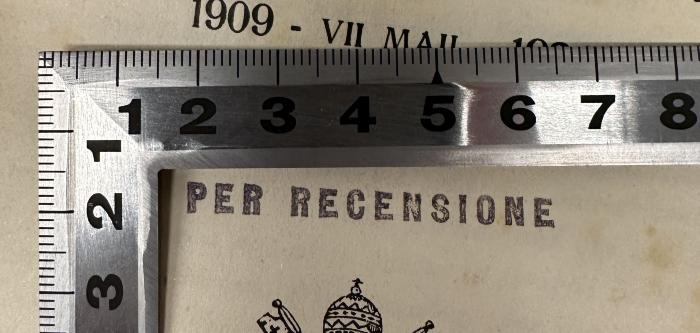 1909 - VII MAII
1 2 3 4 5 6 7 8
1
2
3
PER RECENSIONE